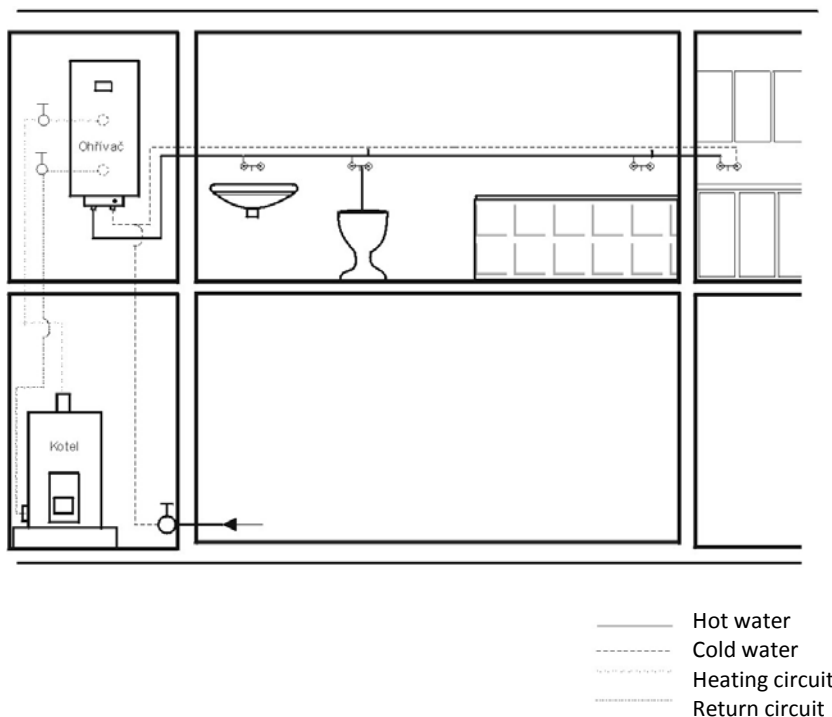 Ohřívač
Kotel
Hot water
Cold water
Heating circuit
Return circuit